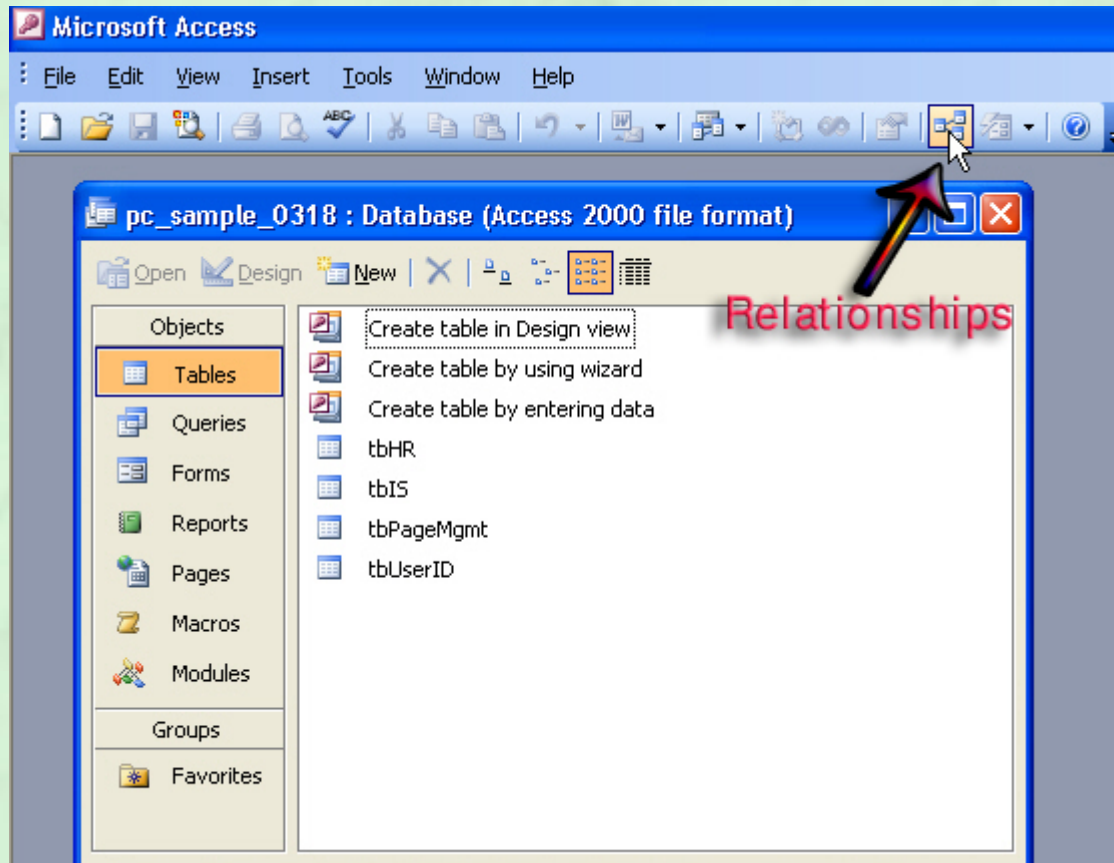 Microsoft Access
File Edit View Insert Tools Window Help
ABC
W
pc_sample_0318 : Database (Access 2000 file format)
Open Design New
Relationships
Objects
Tables
Queries
Forms
Reports
Pages
Macros
Modules
Groups
Favorites
Create table in Design view
Create table by using wizard
Create table by entering data
tbHR
tbIS
tbPageMgmt
tbUserID